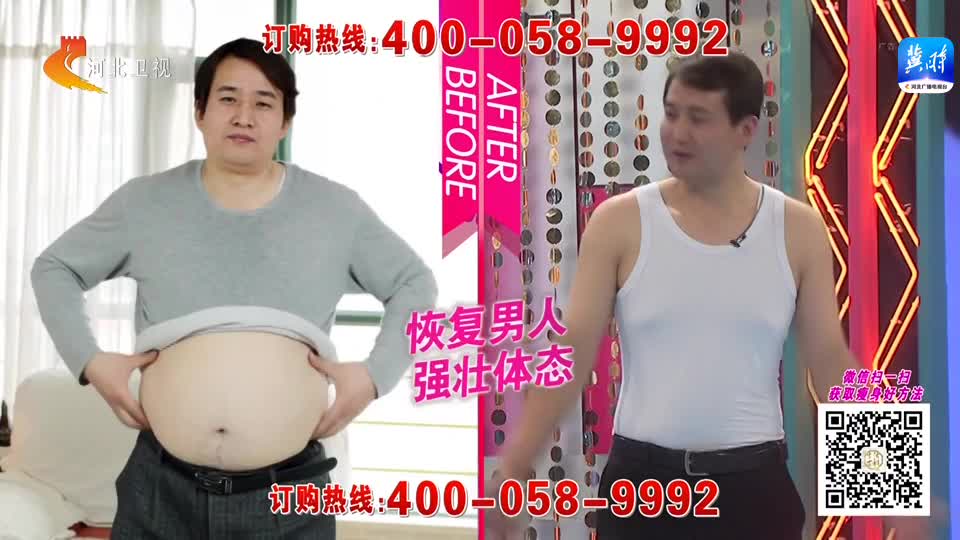 订购热线:400-058-9992
河北卫视
BEFORE
AFTER
广告
冀时
河北广播电视台
恢复男人
强壮体态
微信扫一扫
获取瘦身好方法
订购热线:400-058-9992